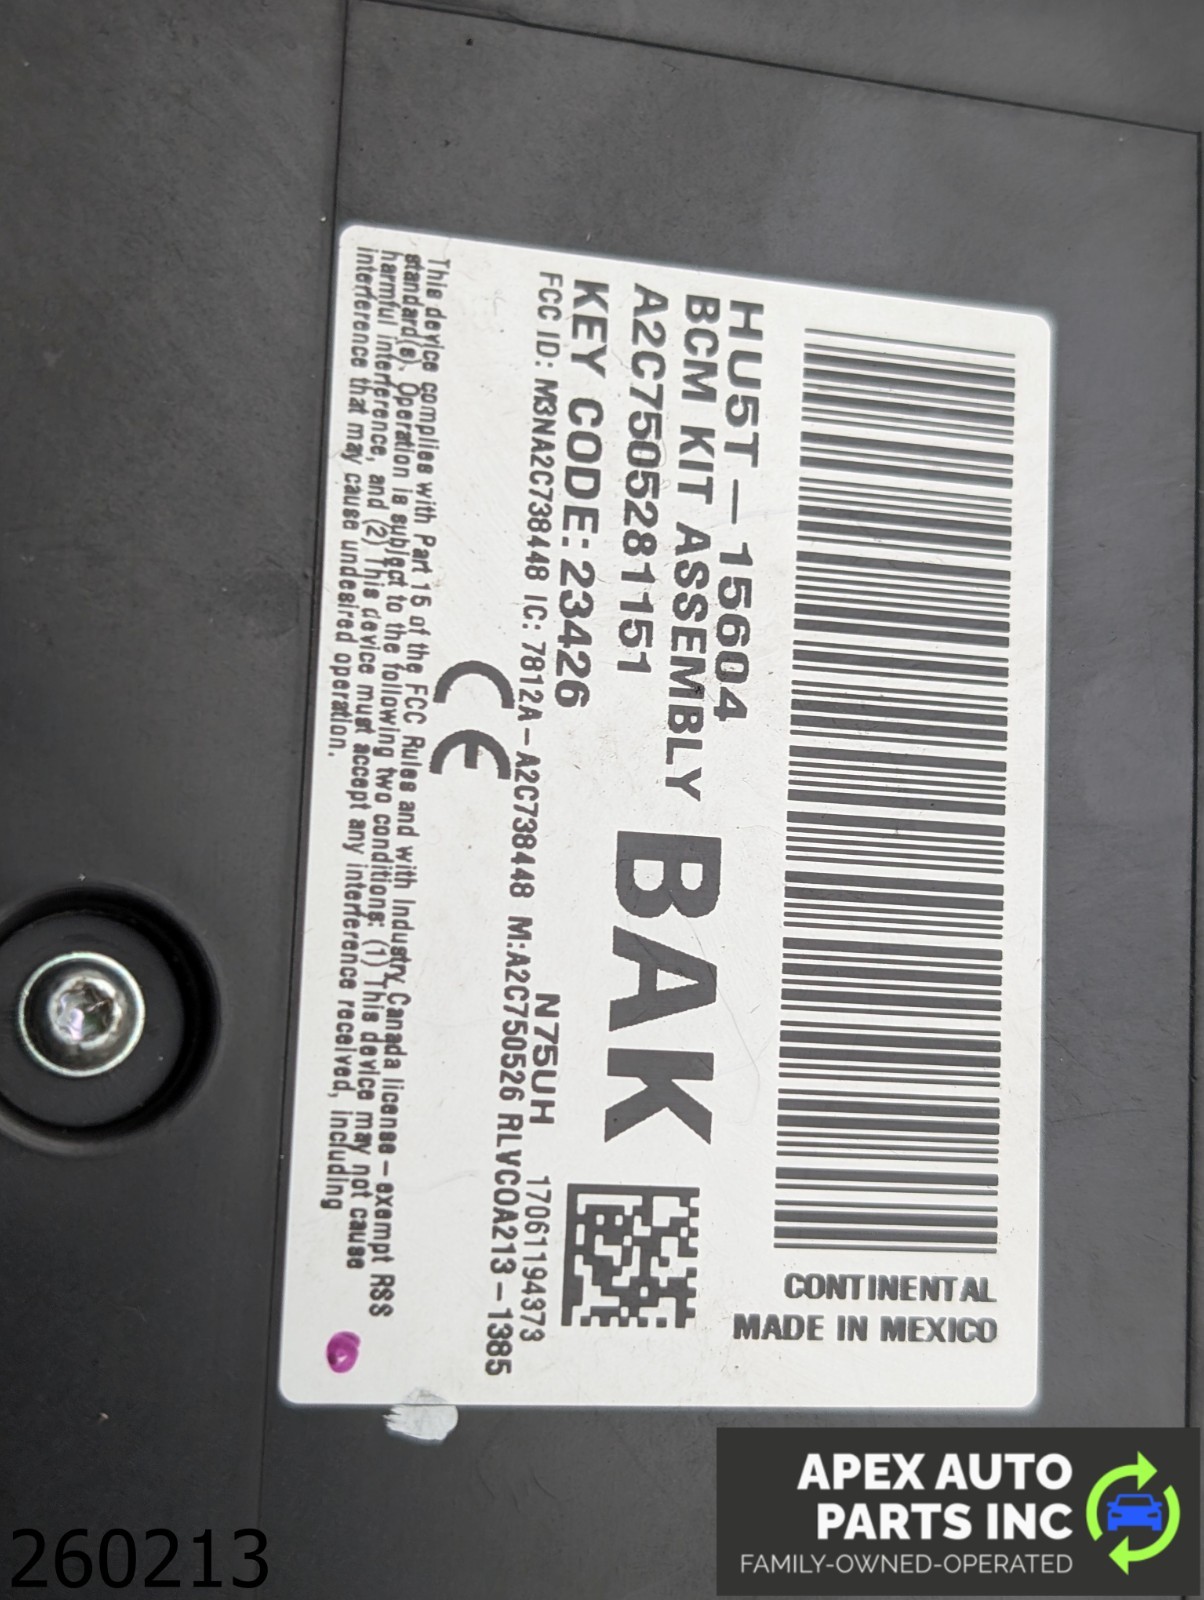 CONTINENTAL
MADE IN MEXICO
HU5T-15604
BCM KIT ASSEMBLY
A2C7505281151
BAK
KEY CODE: 23426
N75UH 17061194373
FCC ID: M3NA2C738448 IC: 7812A-A2C738448 M:A2C750526 RLVCOA213-1385
CE
This device complies with Part 15 of the FCC Rules and with Industry Canada license-exempt RSS
standard(s). Operation is subject to the following two conditions: (1) This device may not cause
harmful interference, and (2) This device must accept any interference received, including
interference that may cause undesired operation.
260213
APEX AUTO
PARTS INC
FAMILY-OWNED-OPERATED